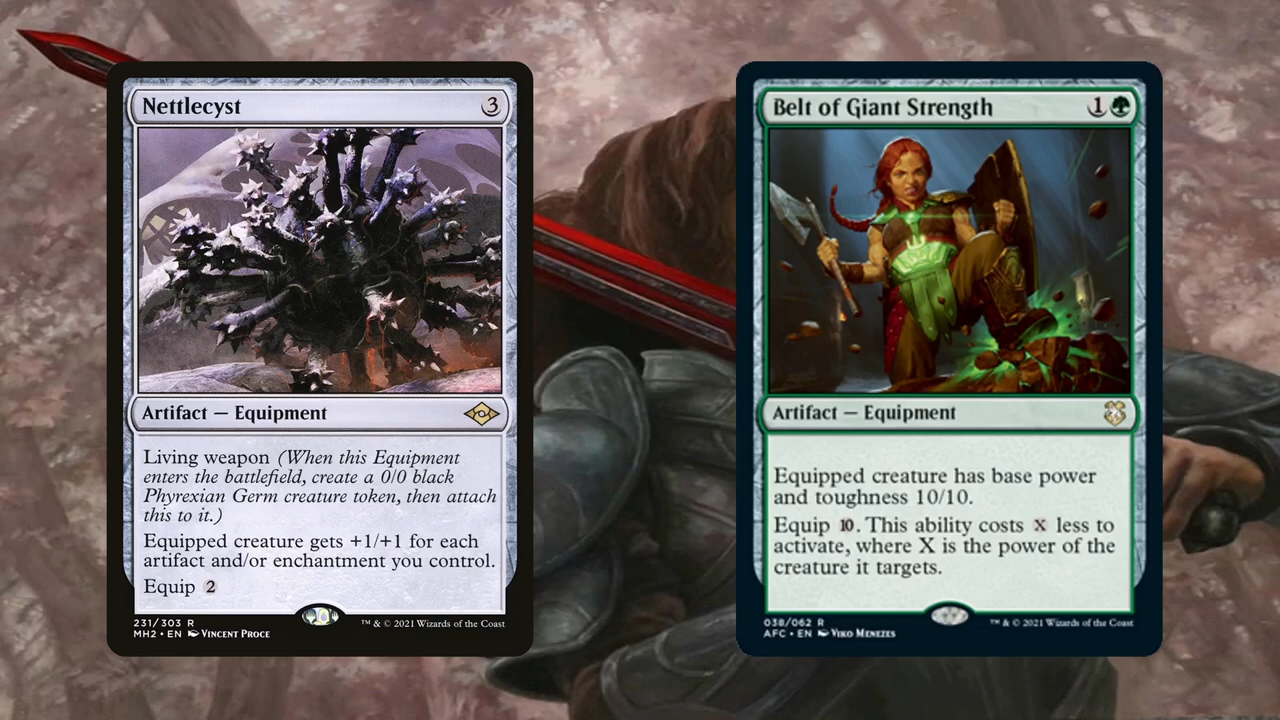 Nettlecyst 3
Artifact — Equipment
Living weapon (When this Equipment
enters the battlefield, create a 0/0 black
Phyrexian Germ creature token, then attach
this to it.)
Equipped creature gets +1/+1 for each
artifact and/or enchantment you control.
Equip 2
231/303 R
MH2 • EN Vincent Proce
™ & © 2021 Wizards of the Coast
Belt of Giant Strength 1
Artifact — Equipment
Equipped creature has base power
and toughness 10/10.
Equip 10. This ability costs X less to
activate, where X is the power of the
creature it targets.
038/062 R
AFC • EN Viko Menezes
™ & © 2021 Wizards of the Coast